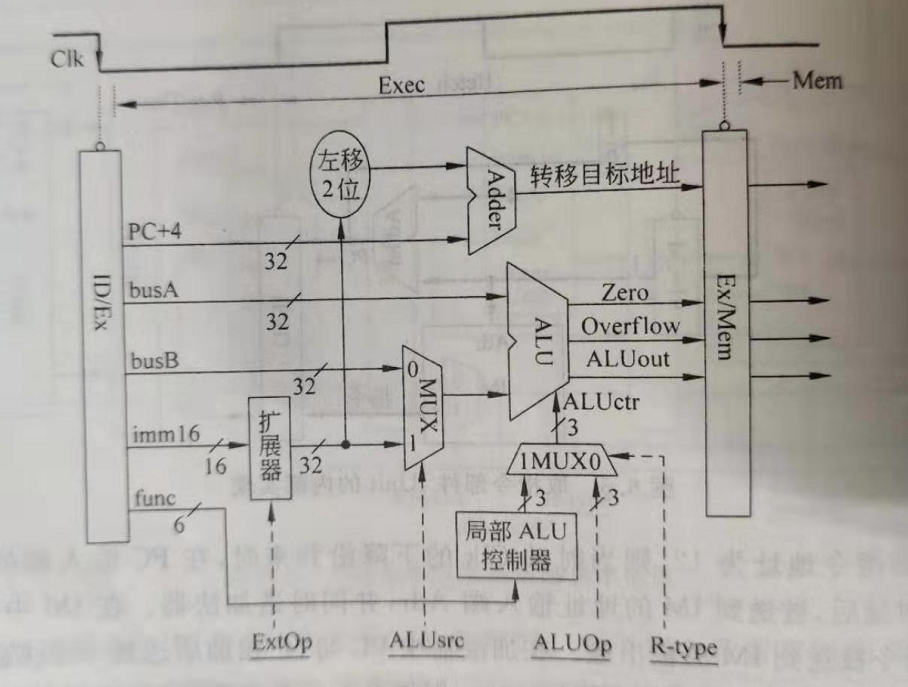 Clk
Exec
Mem
左移
2位
Adder
转移目标地址
PC+4
32
ID/Ex
busA
32
ALU
Zero
Overflow
ALUout
Ex/Mem
busB
32
0
MUX
1
ALUctr
3
imm16
16
扩展器
32
1MUX0
func
6
3
3
局部 ALU
控制器
ExtOp
ALUsrc
ALUOp
R-type